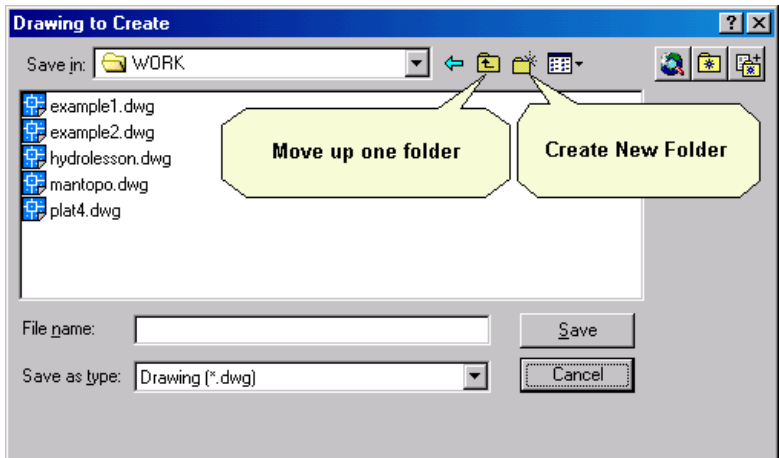 Drawing to Create
Save in: WORK
example1.dwg
example2.dwg
hydrolesson.dwg
mantopo.dwg
plat4.dwg
Move up one folder
Create New Folder
File name:
Save
Save as type: Drawing (*.dwg)
Cancel